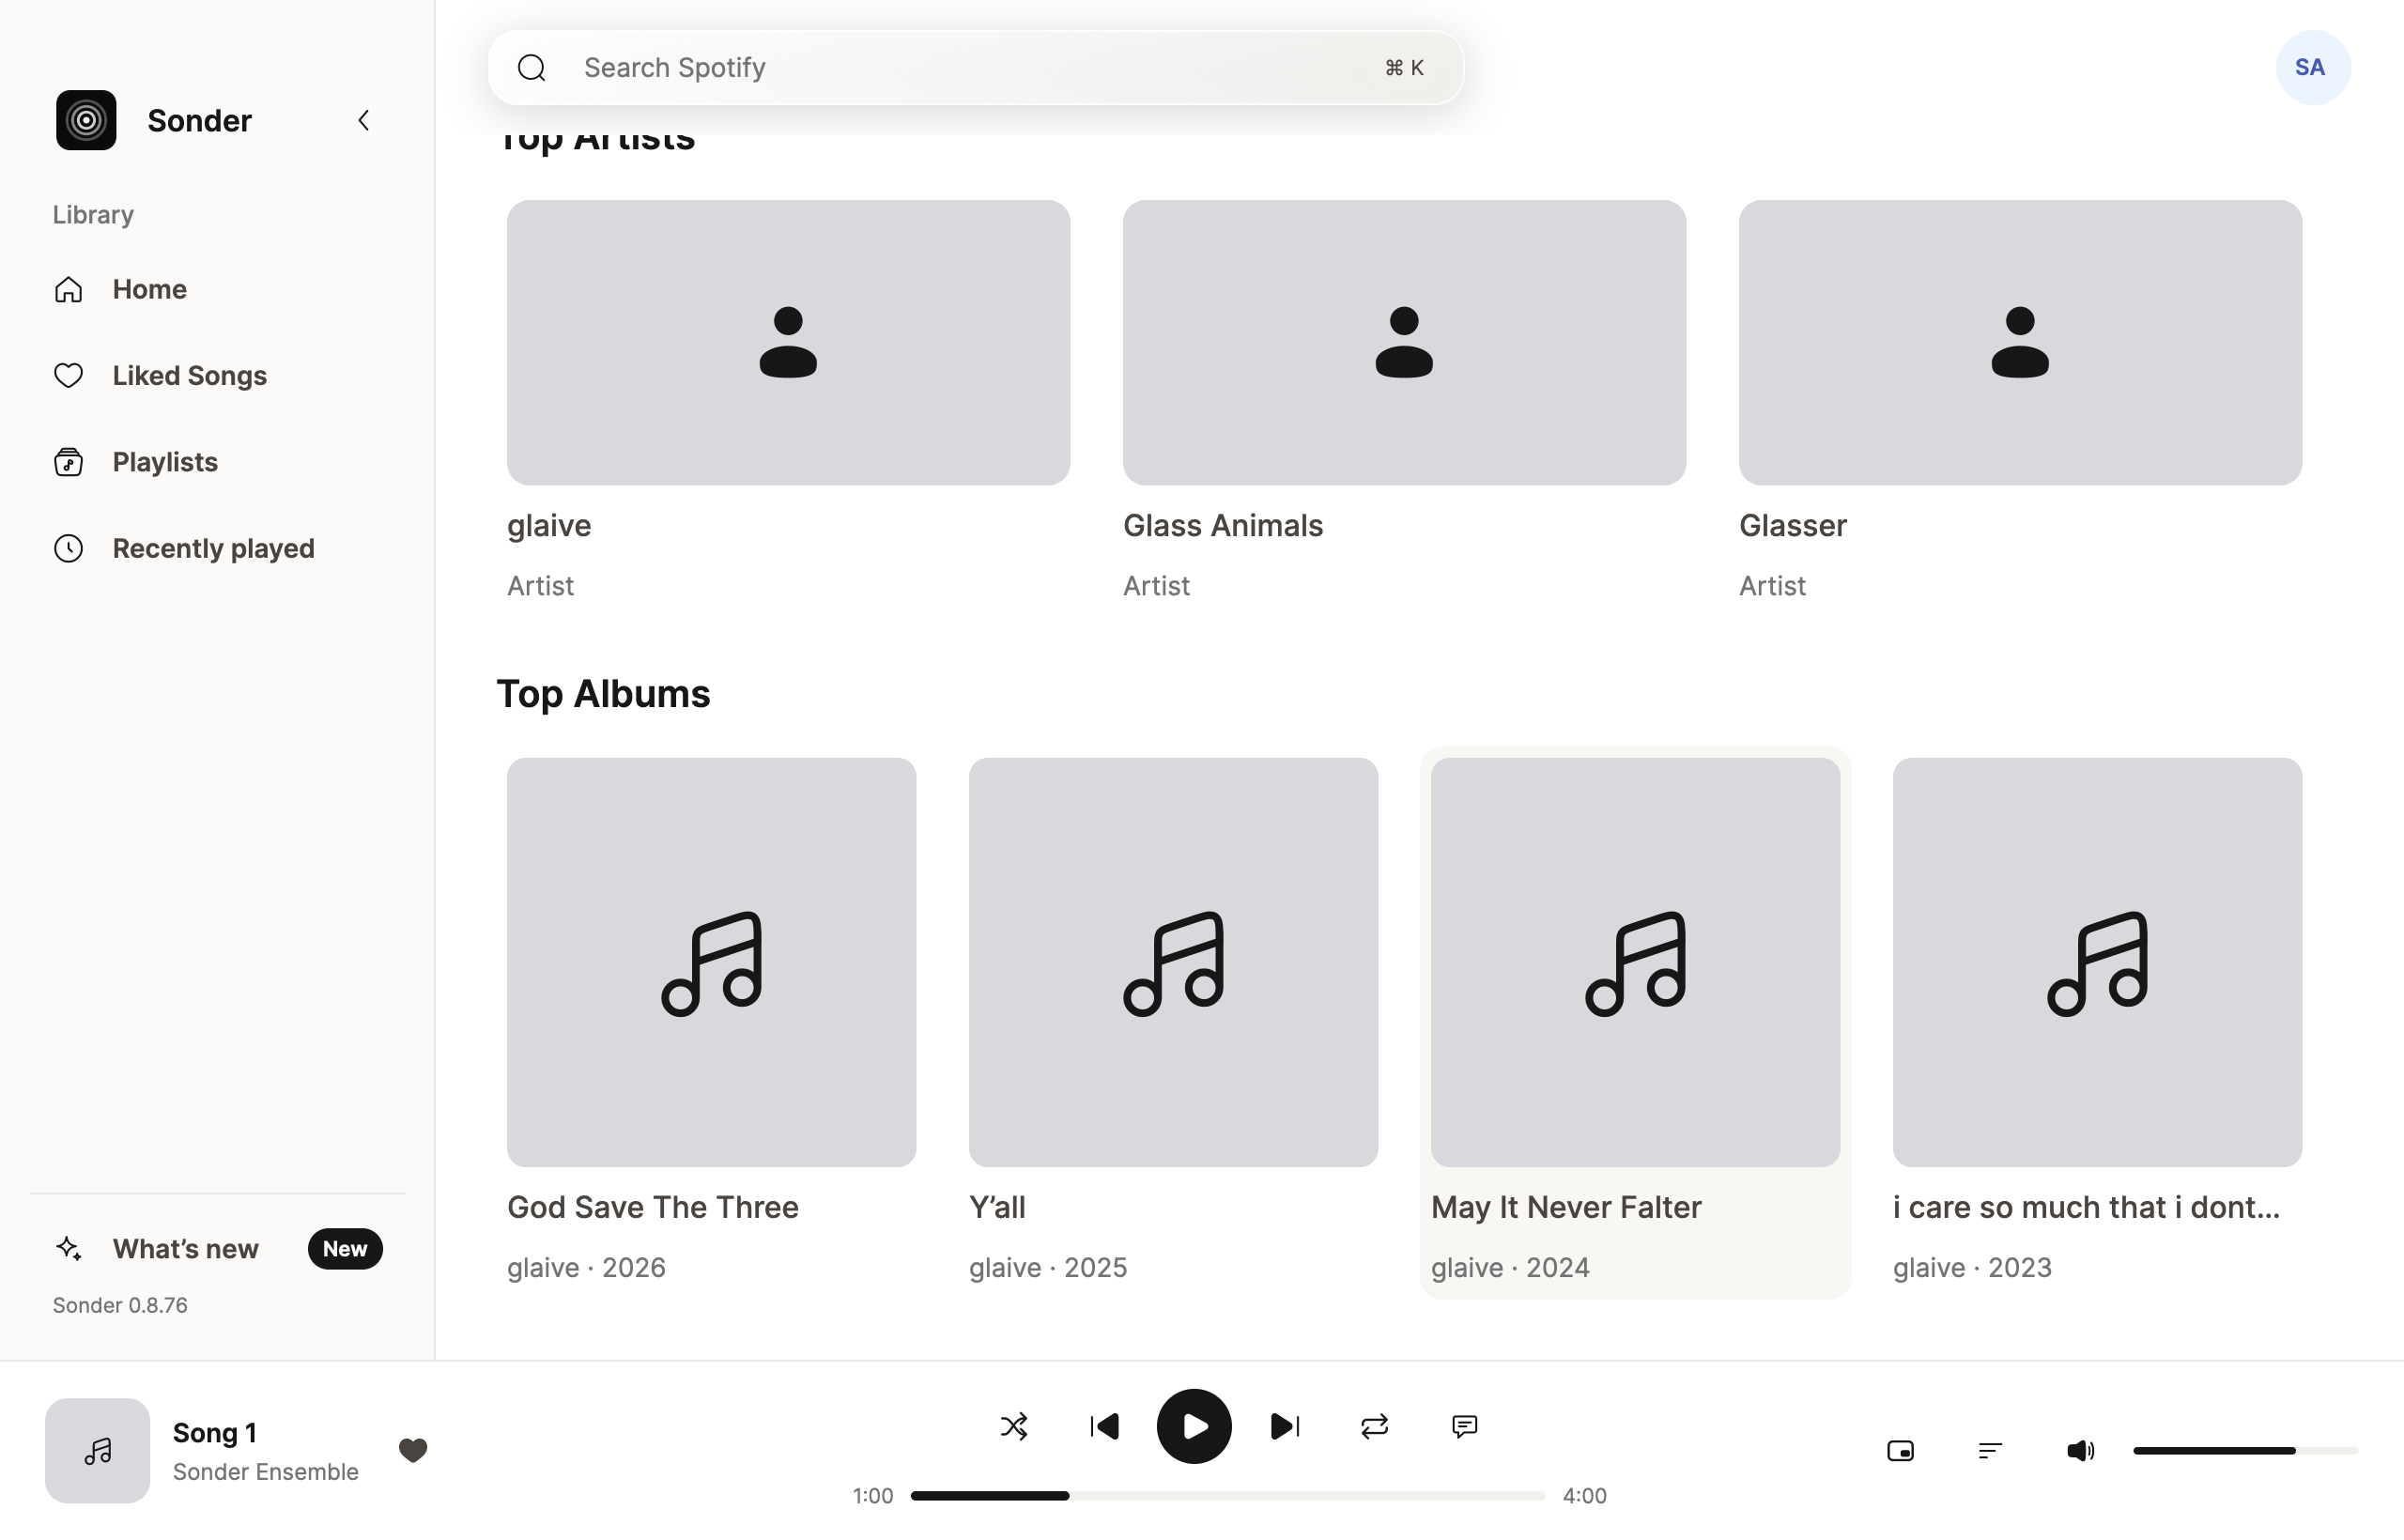 Search Spotify
⌘ K
SA
Sonder
Library
Home
Liked Songs
Playlists
Recently played
Top Artists
glaive
Artist
Glass Animals
Artist
Glasser
Artist
Top Albums
God Save The Three
glaive · 2026
Y’all
glaive · 2025
May It Never Falter
glaive · 2024
i care so much that i dont...
glaive · 2023
What’s new
New
Sonder 0.8.76
Song 1
Sonder Ensemble
1:00
4:00